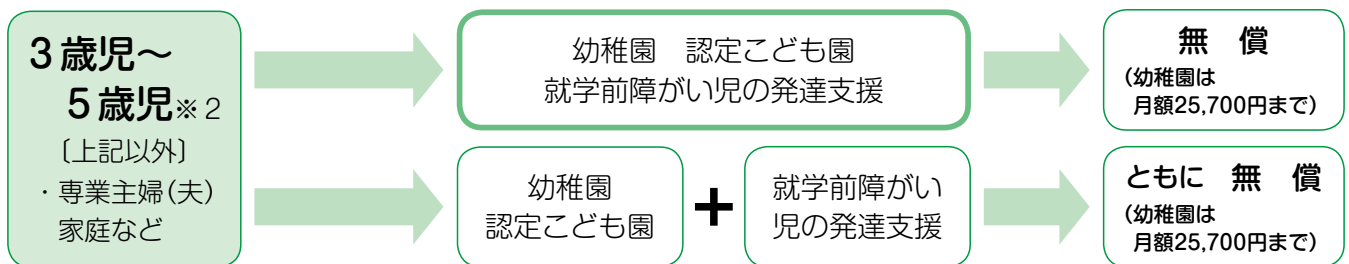 3歳児～
5歳児※2
〔上記以外〕
・専業主婦(夫)
家庭など
幼稚園　認定こども園
就学前障がい児の発達支援
無　償
(幼稚園は
月額25,700円まで)
幼稚園
認定こども園
+
就学前障がい
児の発達支援
ともに　無　償
(幼稚園は
月額25,700円まで)